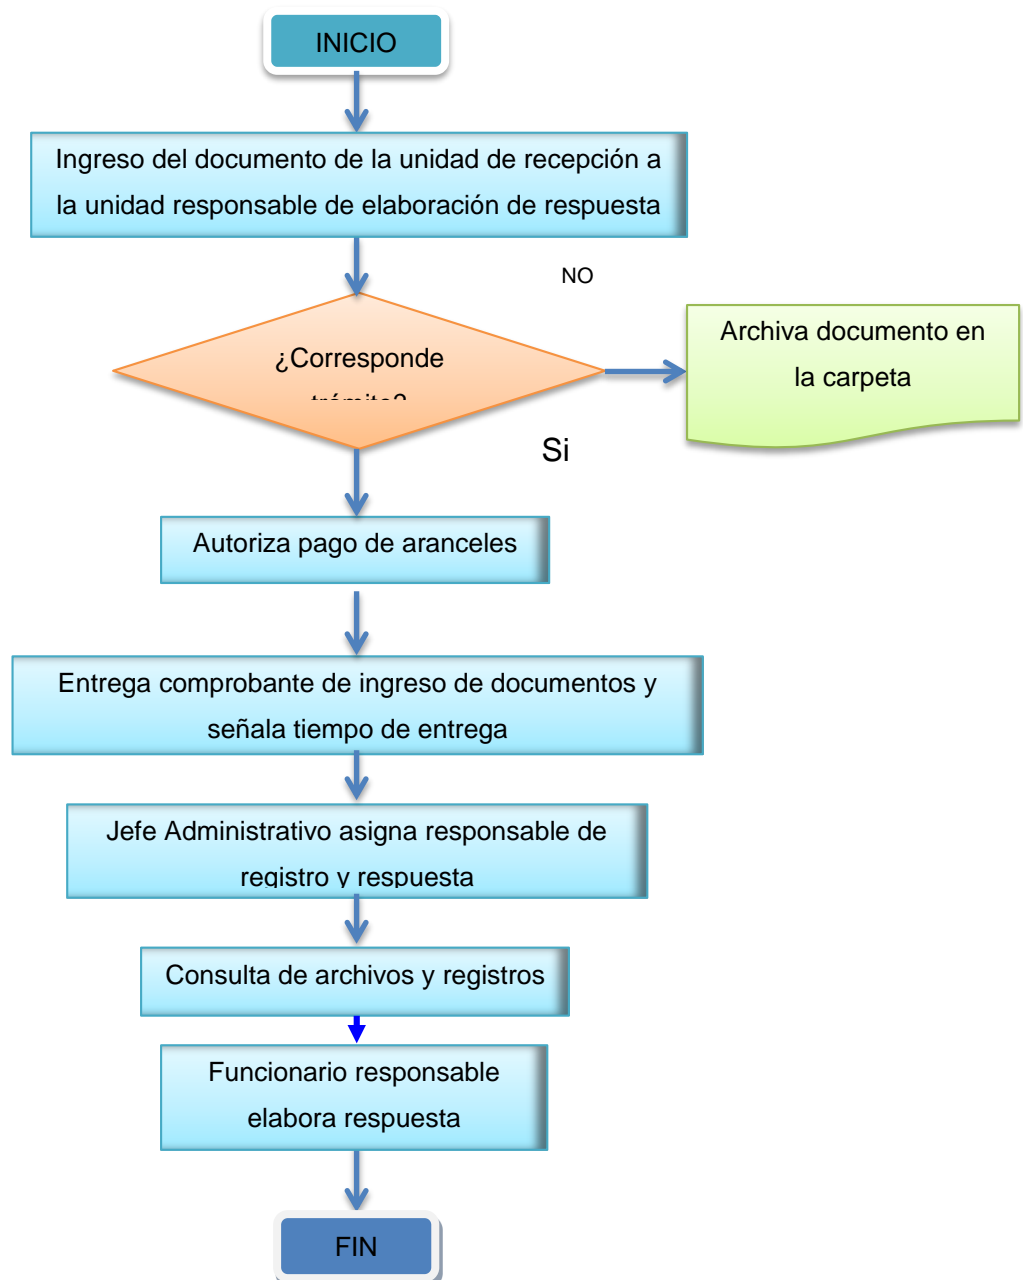 INICIO
Ingreso del documento de la unidad de recepción a
la unidad responsable de elaboración de respuesta
NO
¿Corresponde
trámite?
Archiva documento en
la carpeta
Si
Autoriza pago de aranceles
Entrega comprobante de ingreso de documentos y
señala tiempo de entrega
Jefe Administrativo asigna responsable de
registro y respuesta
Consulta de archivos y registros
Funcionario responsable
elabora respuesta
FIN